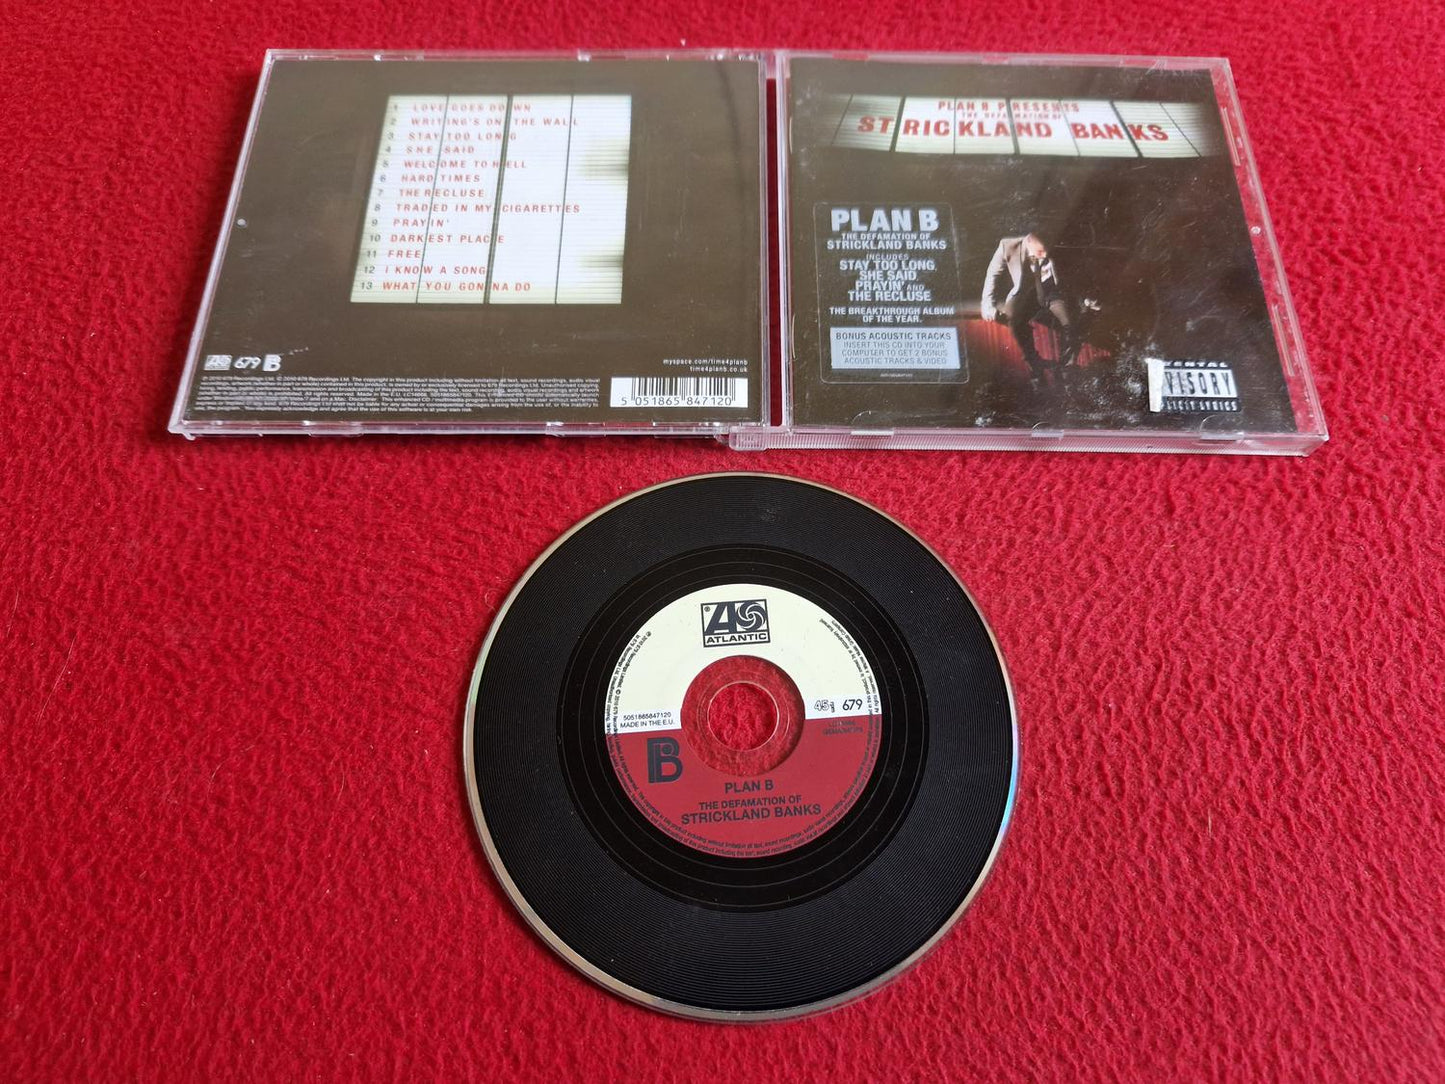 1 LOVE GOES DOWN
2 WRITING'S ON THE WALL
3 STAY TOO LONG
4 SHE SAID
5 WELCOME TO HELL
6 HARD TIMES
7 THE RECLUSE
8 TRADED IN MY CIGARETTES
9 PRAYIN'
10 DARKEST PLACE
11 FREE
12 I KNOW A SONG
13 WHAT YOU GONNA DO
679 B
myspace.com/time4planb
time4planb.co.uk
5 051865 847120
PLAN B PRESENTS
THE DEFAMATION OF
STRICKLAND BANKS
PLAN B
THE DEFAMATION OF
STRICKLAND BANKS
INCLUDES
STAY TOO LONG,
SHE SAID,
PRAYIN' AND
THE RECLUSE
THE BREAKTHROUGH ALBUM
OF THE YEAR.
BONUS ACOUSTIC TRACKS
INSERT THIS CD INTO YOUR
COMPUTER TO GET 2 BONUS
ACOUSTIC TRACKS & VIDEO
ATLANTIC
5051865847120
MADE IN THE E.U.
45 rpm 679
B
PLAN B
THE DEFAMATION OF
STRICKLAND BANKS